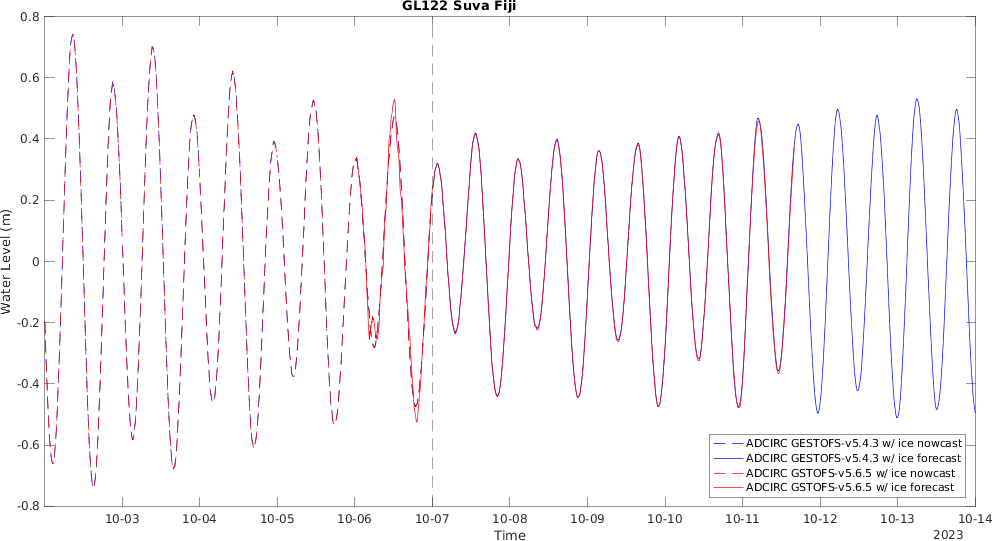 GL122 Suva Fiji
0.8
0.6
0.4
0.2
0
-0.2
-0.4
-0.6
-0.8
Water Level (m)
10-03 10-04 10-05 10-06 10-07 10-08 10-09 10-10 10-11 10-12 10-13 10-14
Time
2023
ADCIRC GESTOFS-v5.4.3 w/ ice nowcast
ADCIRC GESTOFS-v5.4.3 w/ ice forecast
ADCIRC GSTOFS-v5.6.5 w/ ice nowcast
ADCIRC GSTOFS-v5.6.5 w/ ice forecast